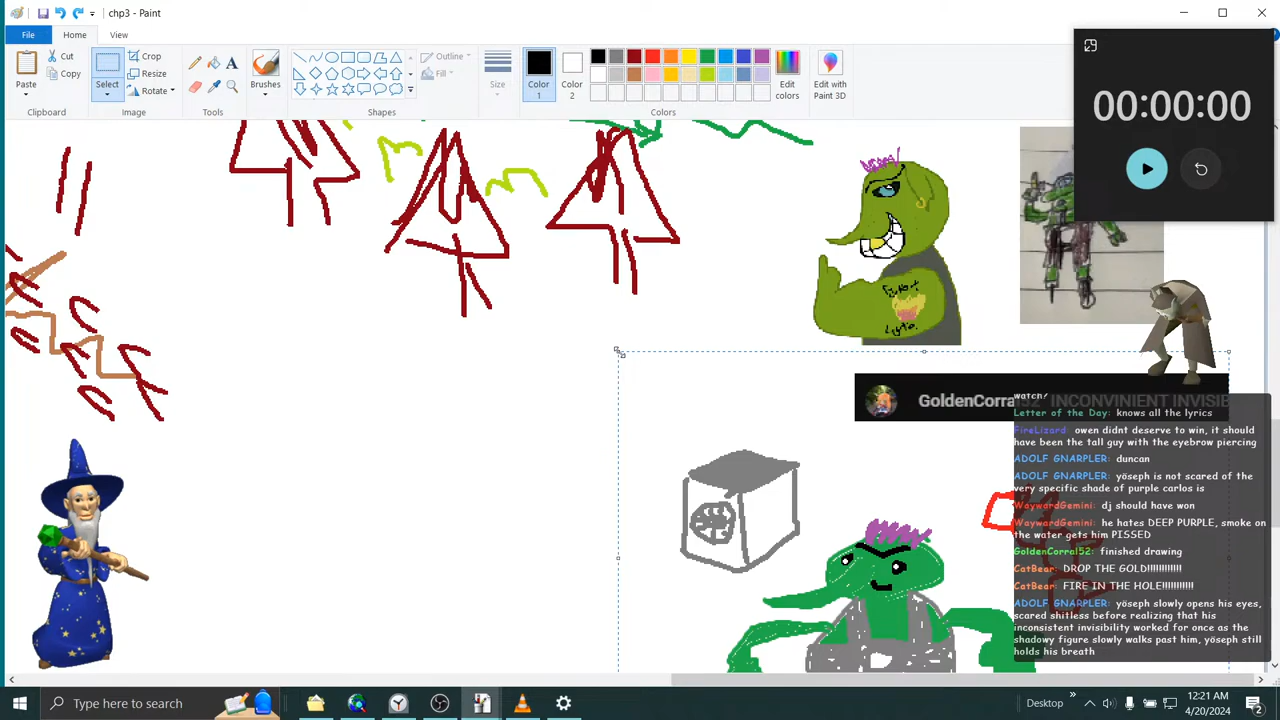 chp3 - Paint
File
Home
View
Paste
Cut
Copy
Select
Crop
Resize
Rotate
Brushes
Outline
Fill
Size
Color 1
Color 2
Edit colors
Edit with Paint 3D
Clipboard
Image
Tools
Shapes
Colors
00:00:00
GoldenCorral52 INCONVINIENT INVISIE
watch?
Letter of the Day: knows all the lyrics
FireLizard: owen didnt deserve to win, it should
have been the tall guy with the eyebrow piercing
ADOLF GNARPLER: duncan
ADOLF GNARPLER: yöseph is not scared of the
very specific shade of purple carlos is
WaywardGemini: dj should have won
WaywardGemini: he hates DEEP PURPLE, smoke on
the water gets him PISSED
GoldenCorral52: finished drawing
CatBear: DROP THE GOLD!!!!!!!!!!!!
CatBear: FIRE IN THE HOLE!!!!!!!!!!!
ADOLF GNARPLER: yöseph slowly opens his eyes,
scared shitless before realizing that his
inconsistent invisibility worked for once as the
shadowy figure slowly walks past him, yöseph still
holds his breath
Type here to search
Desktop
12:21 AM
4/20/2024
2